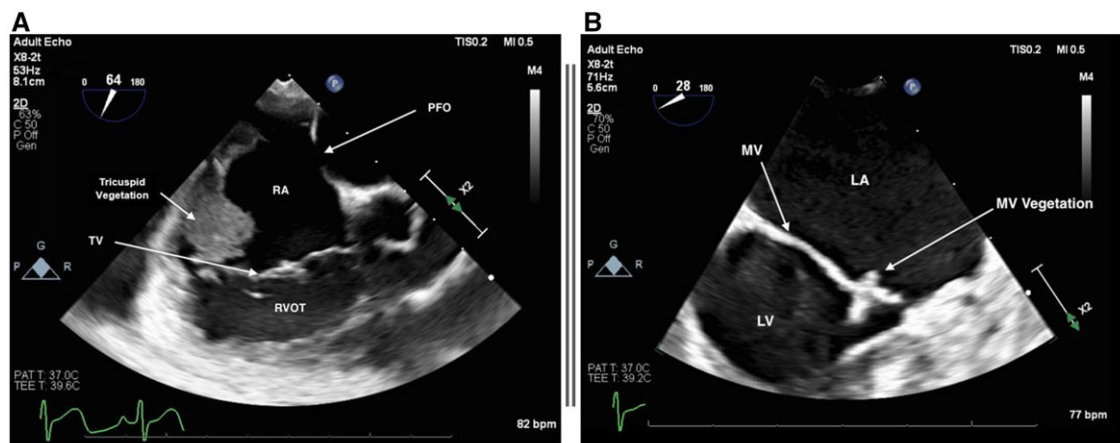 A
Adult Echo
TIS0.2 MI 0.5
X8-2t
53Hz
8.1cm
0 64 180
P
M4
2D
63%
C 50
P Off
Gen
PFO
Tricuspid
Vegetation
RA
X2
TV
G
P R
RVOT
PAT T: 37.0C
TEE T: 39.6C
82 bpm
B
Adult Echo
TIS0.2 MI 0.5
X8-2t
71Hz
5.6cm
0 28 180
P
M4
2D
70%
C 50
P Off
Gen
MV
LA
MV Vegetation
G
P R
LV
X2
PAT T: 37.0C
TEE T: 39.2C
77 bpm